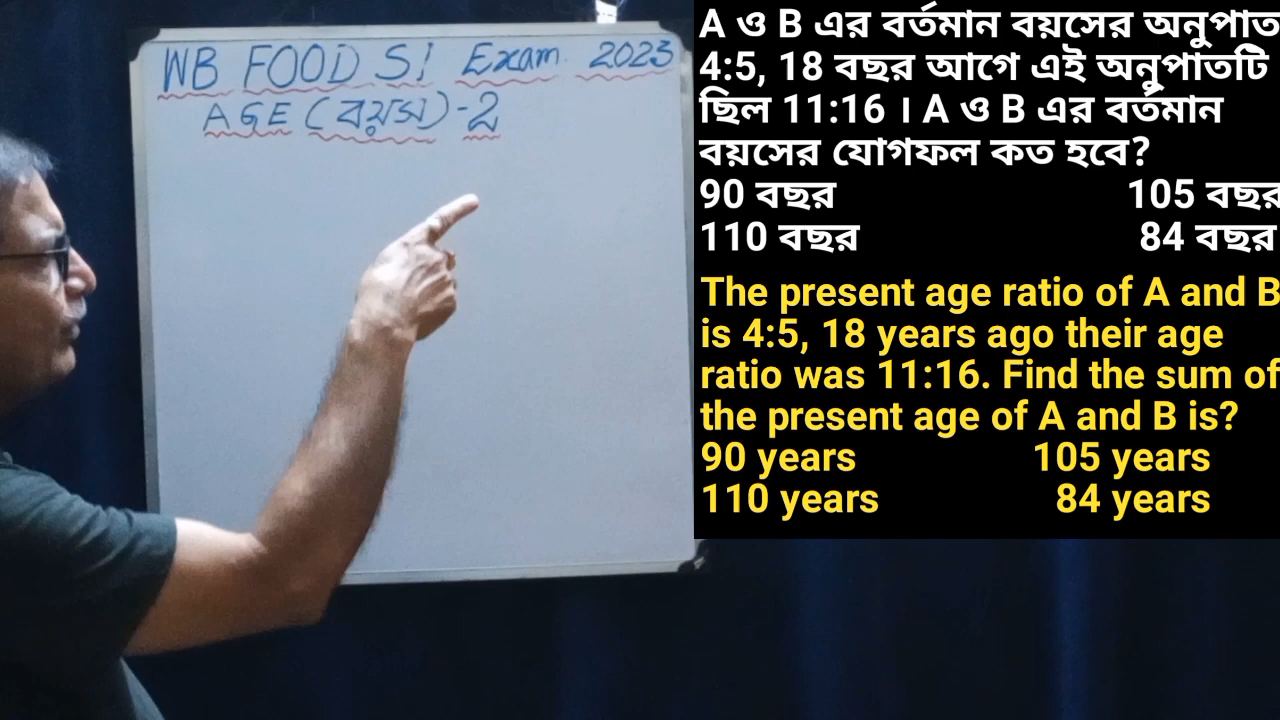 WB FOOD SI Exam. 2023
AGE (বয়স)-2
A ও B এর বর্তমান বয়সের অনুপাত
4:5, 18 বছর আগে এই অনুপাতটি
ছিল 11:16 । A ও B এর বর্তমান
বয়সের যোগফল কত হবে?
90 বছর 105 বছর
110 বছর 84 বছর
The present age ratio of A and B
is 4:5, 18 years ago their age
ratio was 11:16. Find the sum of
the present age of A and B is?
90 years 105 years
110 years 84 years